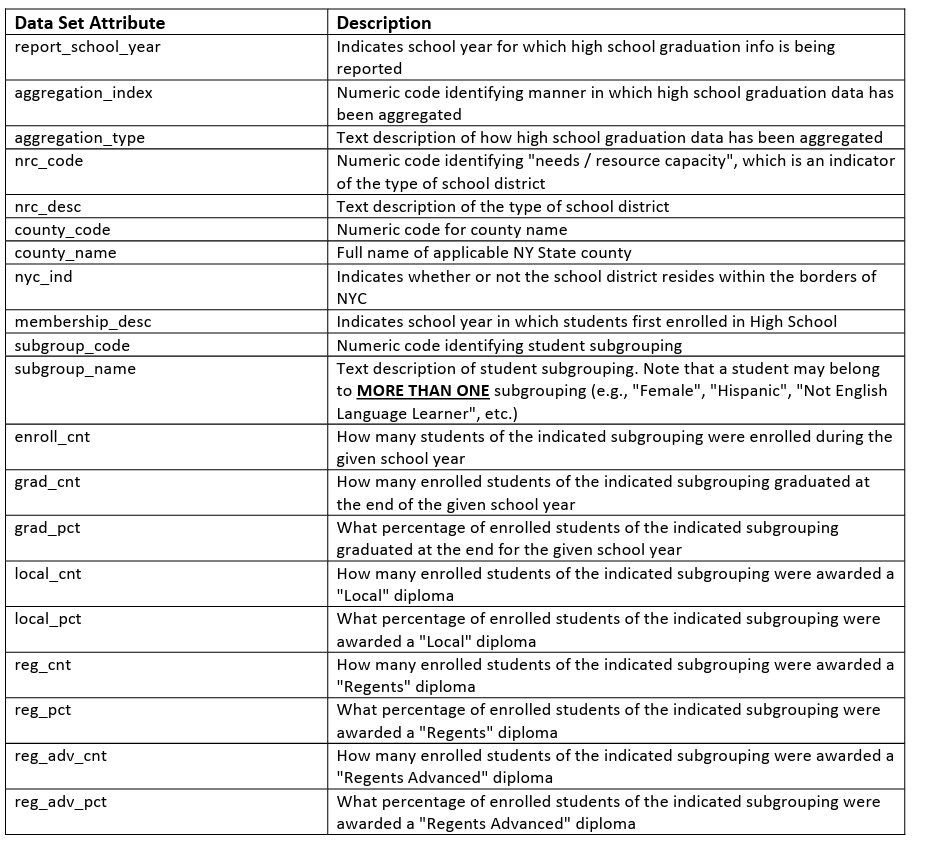 Data Set Attribute Description
report_school_year Indicates school year for which high school graduation info is being
reported
aggregation_index Numeric code identifying manner in which high school graduation data has
been aggregated
aggregation_type Text description of how high school graduation data has been aggregated
nrc_code Numeric code identifying "needs / resource capacity", which is an indicator
of the type of school district
nrc_desc Text description of the type of school district
county_code Numeric code for county name
county_name Full name of applicable NY State county
nyc_ind Indicates whether or not the school district resides within the borders of
NYC
membership_desc Indicates school year in which students first enrolled in High School
subgroup_code Numeric code identifying student subgrouping
subgroup_name Text description of student subgrouping. Note that a student may belong
to MORE THAN ONE subgrouping (e.g., "Female", "Hispanic", "Not English
Language Learner", etc.)
enroll_cnt How many students of the indicated subgrouping were enrolled during the
given school year
grad_cnt How many enrolled students of the indicated subgrouping graduated at
the end of the given school year
grad_pct What percentage of enrolled students of the indicated subgrouping
graduated at the end for the given school year
local_cnt How many enrolled students of the indicated subgrouping were awarded a
"Local" diploma
local_pct What percentage of enrolled students of the indicated subgrouping were
awarded a "Local" diploma
reg_cnt How many enrolled students of the indicated subgrouping were awarded a
"Regents" diploma
reg_pct What percentage of enrolled students of the indicated subgrouping were
awarded a "Regents" diploma
reg_adv_cnt How many enrolled students of the indicated subgrouping were awarded a
"Regents Advanced" diploma
reg_adv_pct What percentage of enrolled students of the indicated subgrouping were
awarded a "Regents Advanced" diploma